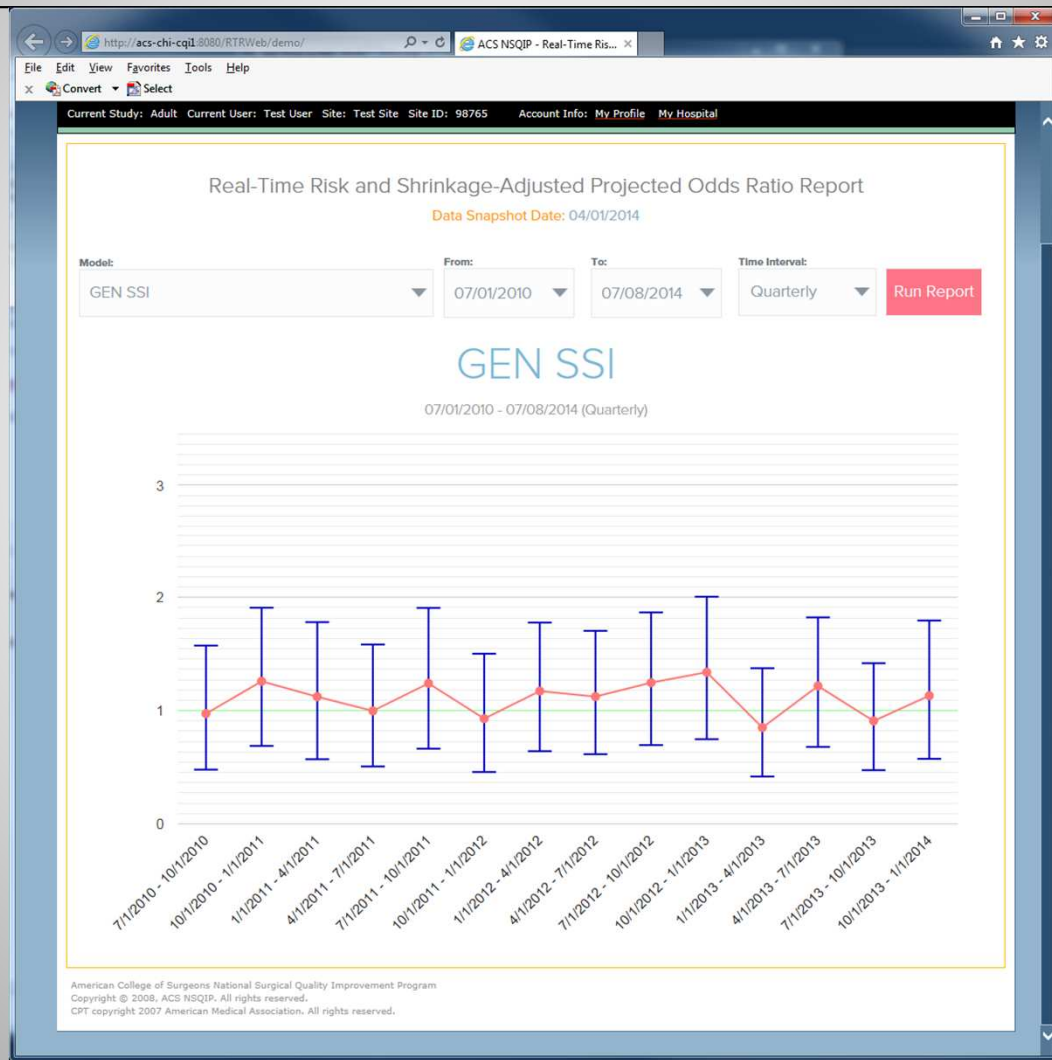 http://acs-chi-cqi1:8080/RTRWeb/demo/
ACS NSQIP - Real-Time Ris...
File Edit View Favorites Tools Help
x Convert Select
Current Study: Adult Current User: Test User Site: Test Site Site ID: 98765 Account Info: My Profile My Hospital
Real-Time Risk and Shrinkage-Adjusted Projected Odds Ratio Report
Data Snapshot Date: 04/01/2014
Model: From: To: Time Interval:
GEN SSI 07/01/2010 07/08/2014 Quarterly Run Report
GEN SSI
07/01/2010 - 07/08/2014 (Quarterly)
3
2
1
0
7/1/2010 - 10/1/2010
10/1/2010 - 1/1/2011
1/1/2011 - 4/1/2011
4/1/2011 - 7/1/2011
7/1/2011 - 10/1/2011
10/1/2011 - 1/1/2012
1/1/2012 - 4/1/2012
4/1/2012 - 7/1/2012
7/1/2012 - 10/1/2012
10/1/2012 - 1/1/2013
1/1/2013 - 4/1/2013
4/1/2013 - 7/1/2013
7/1/2013 - 10/1/2013
10/1/2013 - 1/1/2014
American College of Surgeons National Surgical Quality Improvement Program
Copyright © 2008, ACS NSQIP. All rights reserved.
CPT copyright 2007 American Medical Association. All rights reserved.